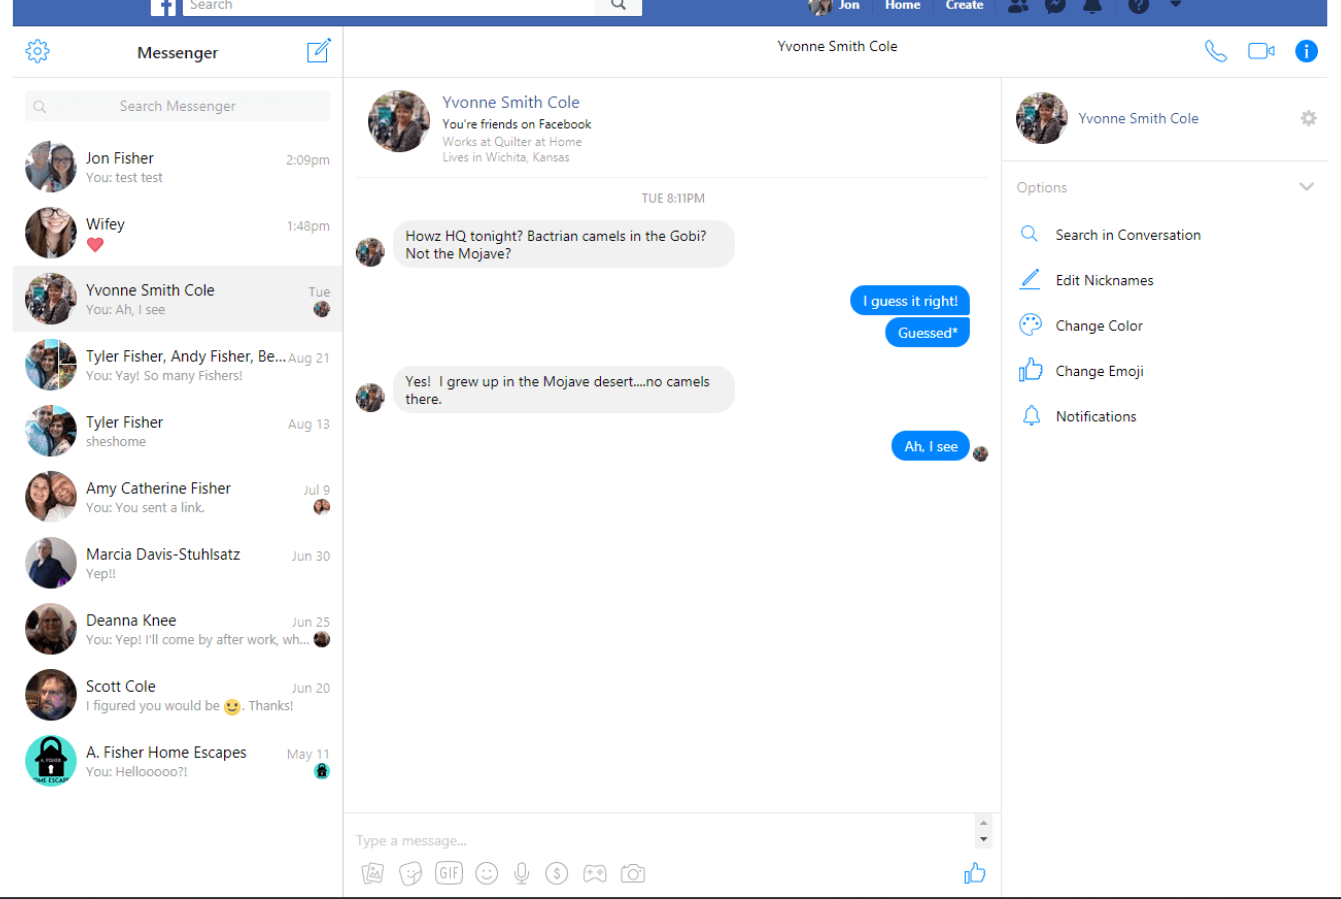 f
Search
Jon
Home
Create
?
Messenger
Search Messenger
Jon Fisher
2:09pm
You: test test
Wifey
1:48pm
Yvonne Smith Cole
Tue
You: Ah, I see
Tyler Fisher, Andy Fisher, Be...
Aug 21
You: Yay! So many Fishers!
Tyler Fisher
Aug 13
sheshome
Amy Catherine Fisher
Jul 9
You: You sent a link.
Marcia Davis-Stuhlsatz
Jun 30
Yep!!
Deanna Knee
Jun 25
You: Yep! I'll come by after work, wh...
Scott Cole
Jun 20
I figured you would be 🙂. Thanks!
A. FISHER
HOME ESCAPES
A. Fisher Home Escapes
May 11
You: Hellooooo?!
Yvonne Smith Cole
Yvonne Smith Cole
You're friends on Facebook
Works at Quilter at Home
Lives in Wichita, Kansas
TUE 8:11PM
Howz HQ tonight? Bactrian camels in the Gobi?
Not the Mojave?
I guess it right!
Guessed*
Yes!  I grew up in the Mojave desert....no camels
there.
Ah, I see
Type a message...
GIF
$
i
Yvonne Smith Cole
Options
Search in Conversation
Edit Nicknames
Change Color
Change Emoji
Notifications